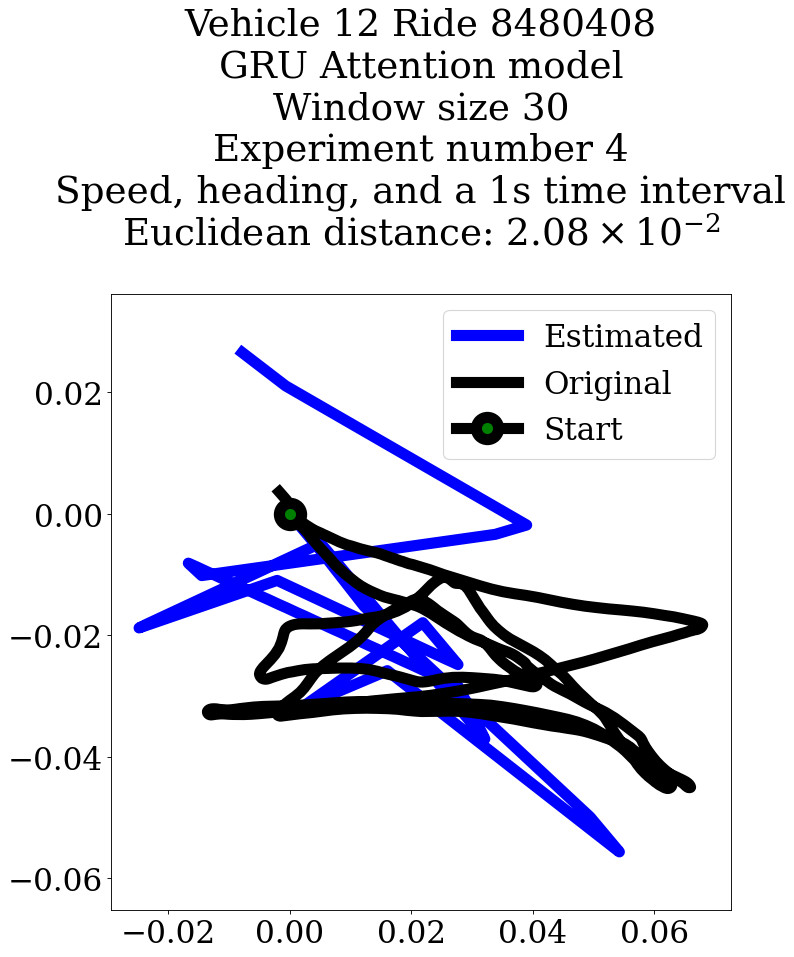 Vehicle 12 Ride 8480408
GRU Attention model
Window size 30
Experiment number 4
Speed, heading, and a 1s time interval
Euclidean distance: 2.08 × 10⁻²
Estimated
Original
Start
0.02
0.00
−0.02
−0.04
−0.06
−0.02 0.00 0.02 0.04 0.06